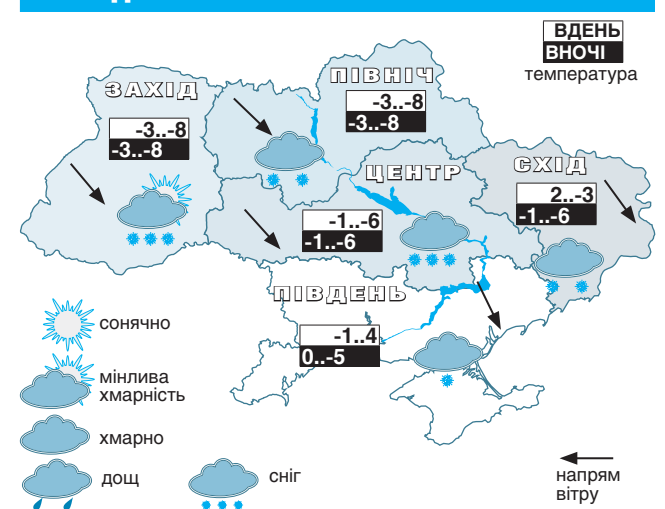 ВДЕНЬ
ВНОЧІ
температура
ПІВНІЧ
-3..-8
-3..-8
ЗАХІД
-3..-8
-3..-8
ЦЕНТР
-1..-6
-1..-6
СХІД
2..-3
-1..-6
ПІВДЕНЬ
-1..4
0..-5
сонячно
мінлива
хмарність
хмарно
дощ
сніг
напрям
вітру